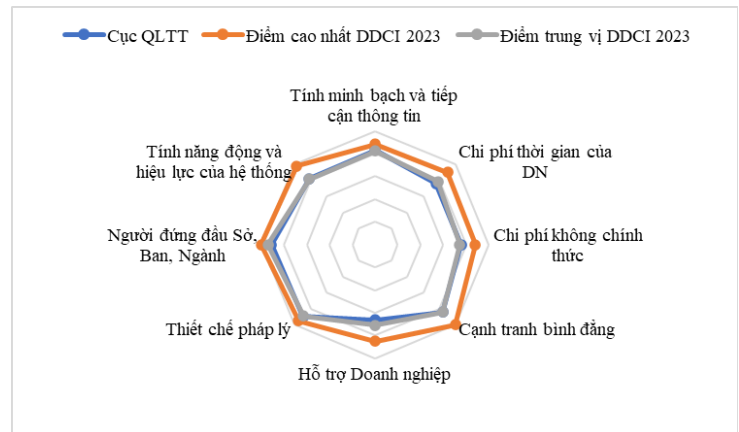 Cục QLTT
Điểm cao nhất DDCI 2023
Điểm trung vị DDCI 2023
Tính minh bạch và tiếp
cận thông tin
Chi phí thời gian của
DN
Chi phí không chính
thức
Cạnh tranh bình đẳng
Hỗ trợ Doanh nghiệp
Thiết chế pháp lý
Người đứng đầu Sở,
Ban, Ngành
Tính năng động và
hiệu lực của hệ thống